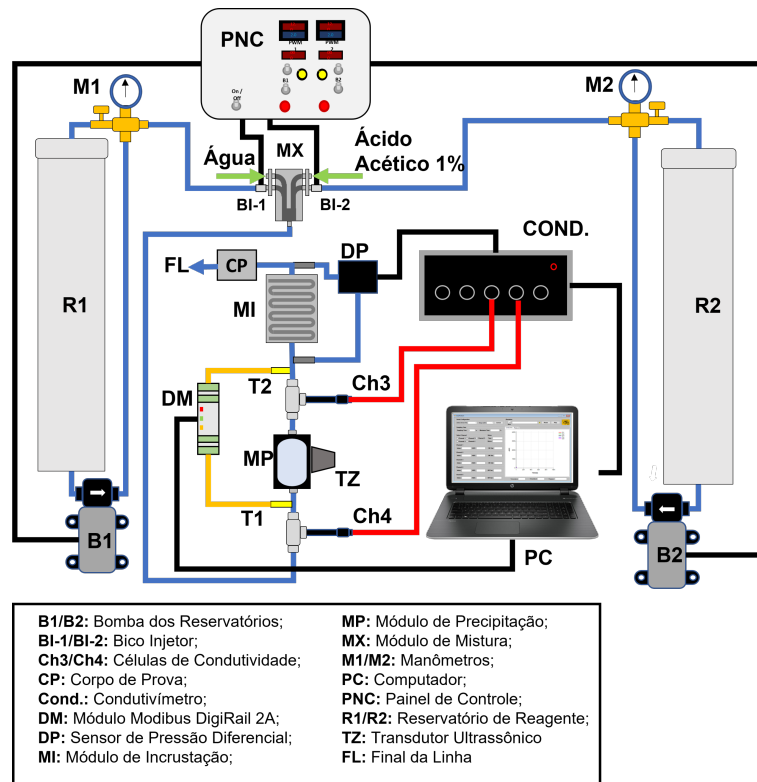 PNC
PWM
1
PWM
2
B1
B2
On /
Off
M1
M2
Água
MX
Ácido
Acético 1%
BI-1
BI-2
FL
CP
DP
COND.
R1
MI
R2
DM
T2
Ch3
MP
TZ
T1
Ch4
B1
PC
B2
B1/B2: Bomba dos Reservatórios;
BI-1/BI-2: Bico Injetor;
Ch3/Ch4: Células de Condutividade;
CP: Corpo de Prova;
Cond.: Condutivímetro;
DM: Módulo Modibus DigiRail 2A;
DP: Sensor de Pressão Diferencial;
MI: Módulo de Incrustação;
MP: Módulo de Precipitação;
MX: Módulo de Mistura;
M1/M2: Manômetros;
PC: Computador;
PNC: Painel de Controle;
R1/R2: Reservatório de Reagente;
TZ: Transdutor Ultrassônico
FL: Final da Linha